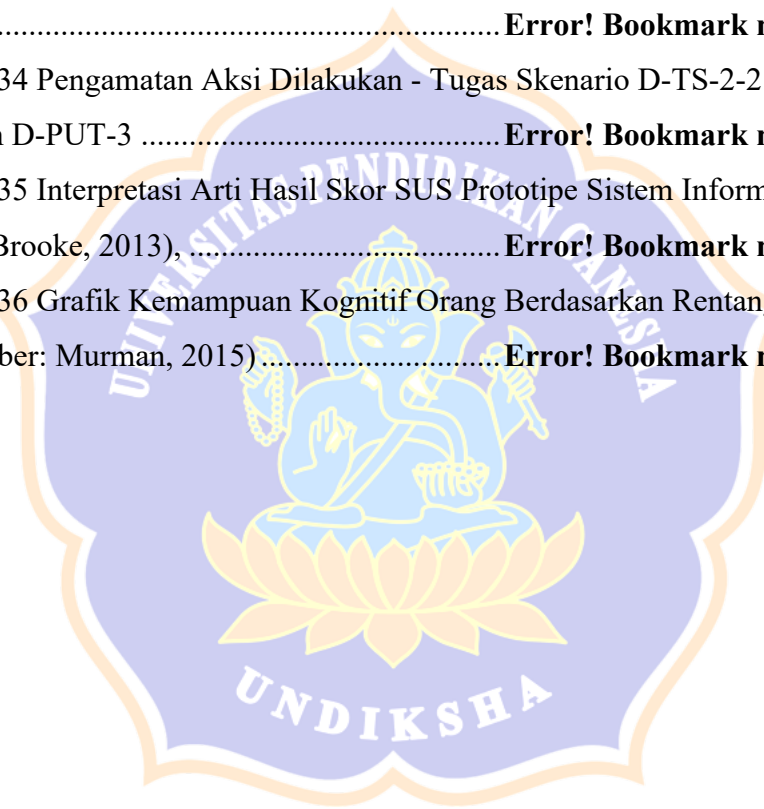 ........................................................Error! Bookmark n
34 Pengamatan Aksi Dilakukan - Tugas Skenario D-TS-2-2
D-PUT-3 ........................................................Error! Bookmark n
35 Interpretasi Arti Hasil Skor SUS Prototipe Sistem Inform
Brooke, 2013), ................................................Error! Bookmark n
36 Grafik Kemampuan Kognitif Orang Berdasarkan Rentang
ber: Murman, 2015) .....................................Error! Bookmark n
UNIVERSITAS PENDIDIKAN GANESHA
UNDIKSHA